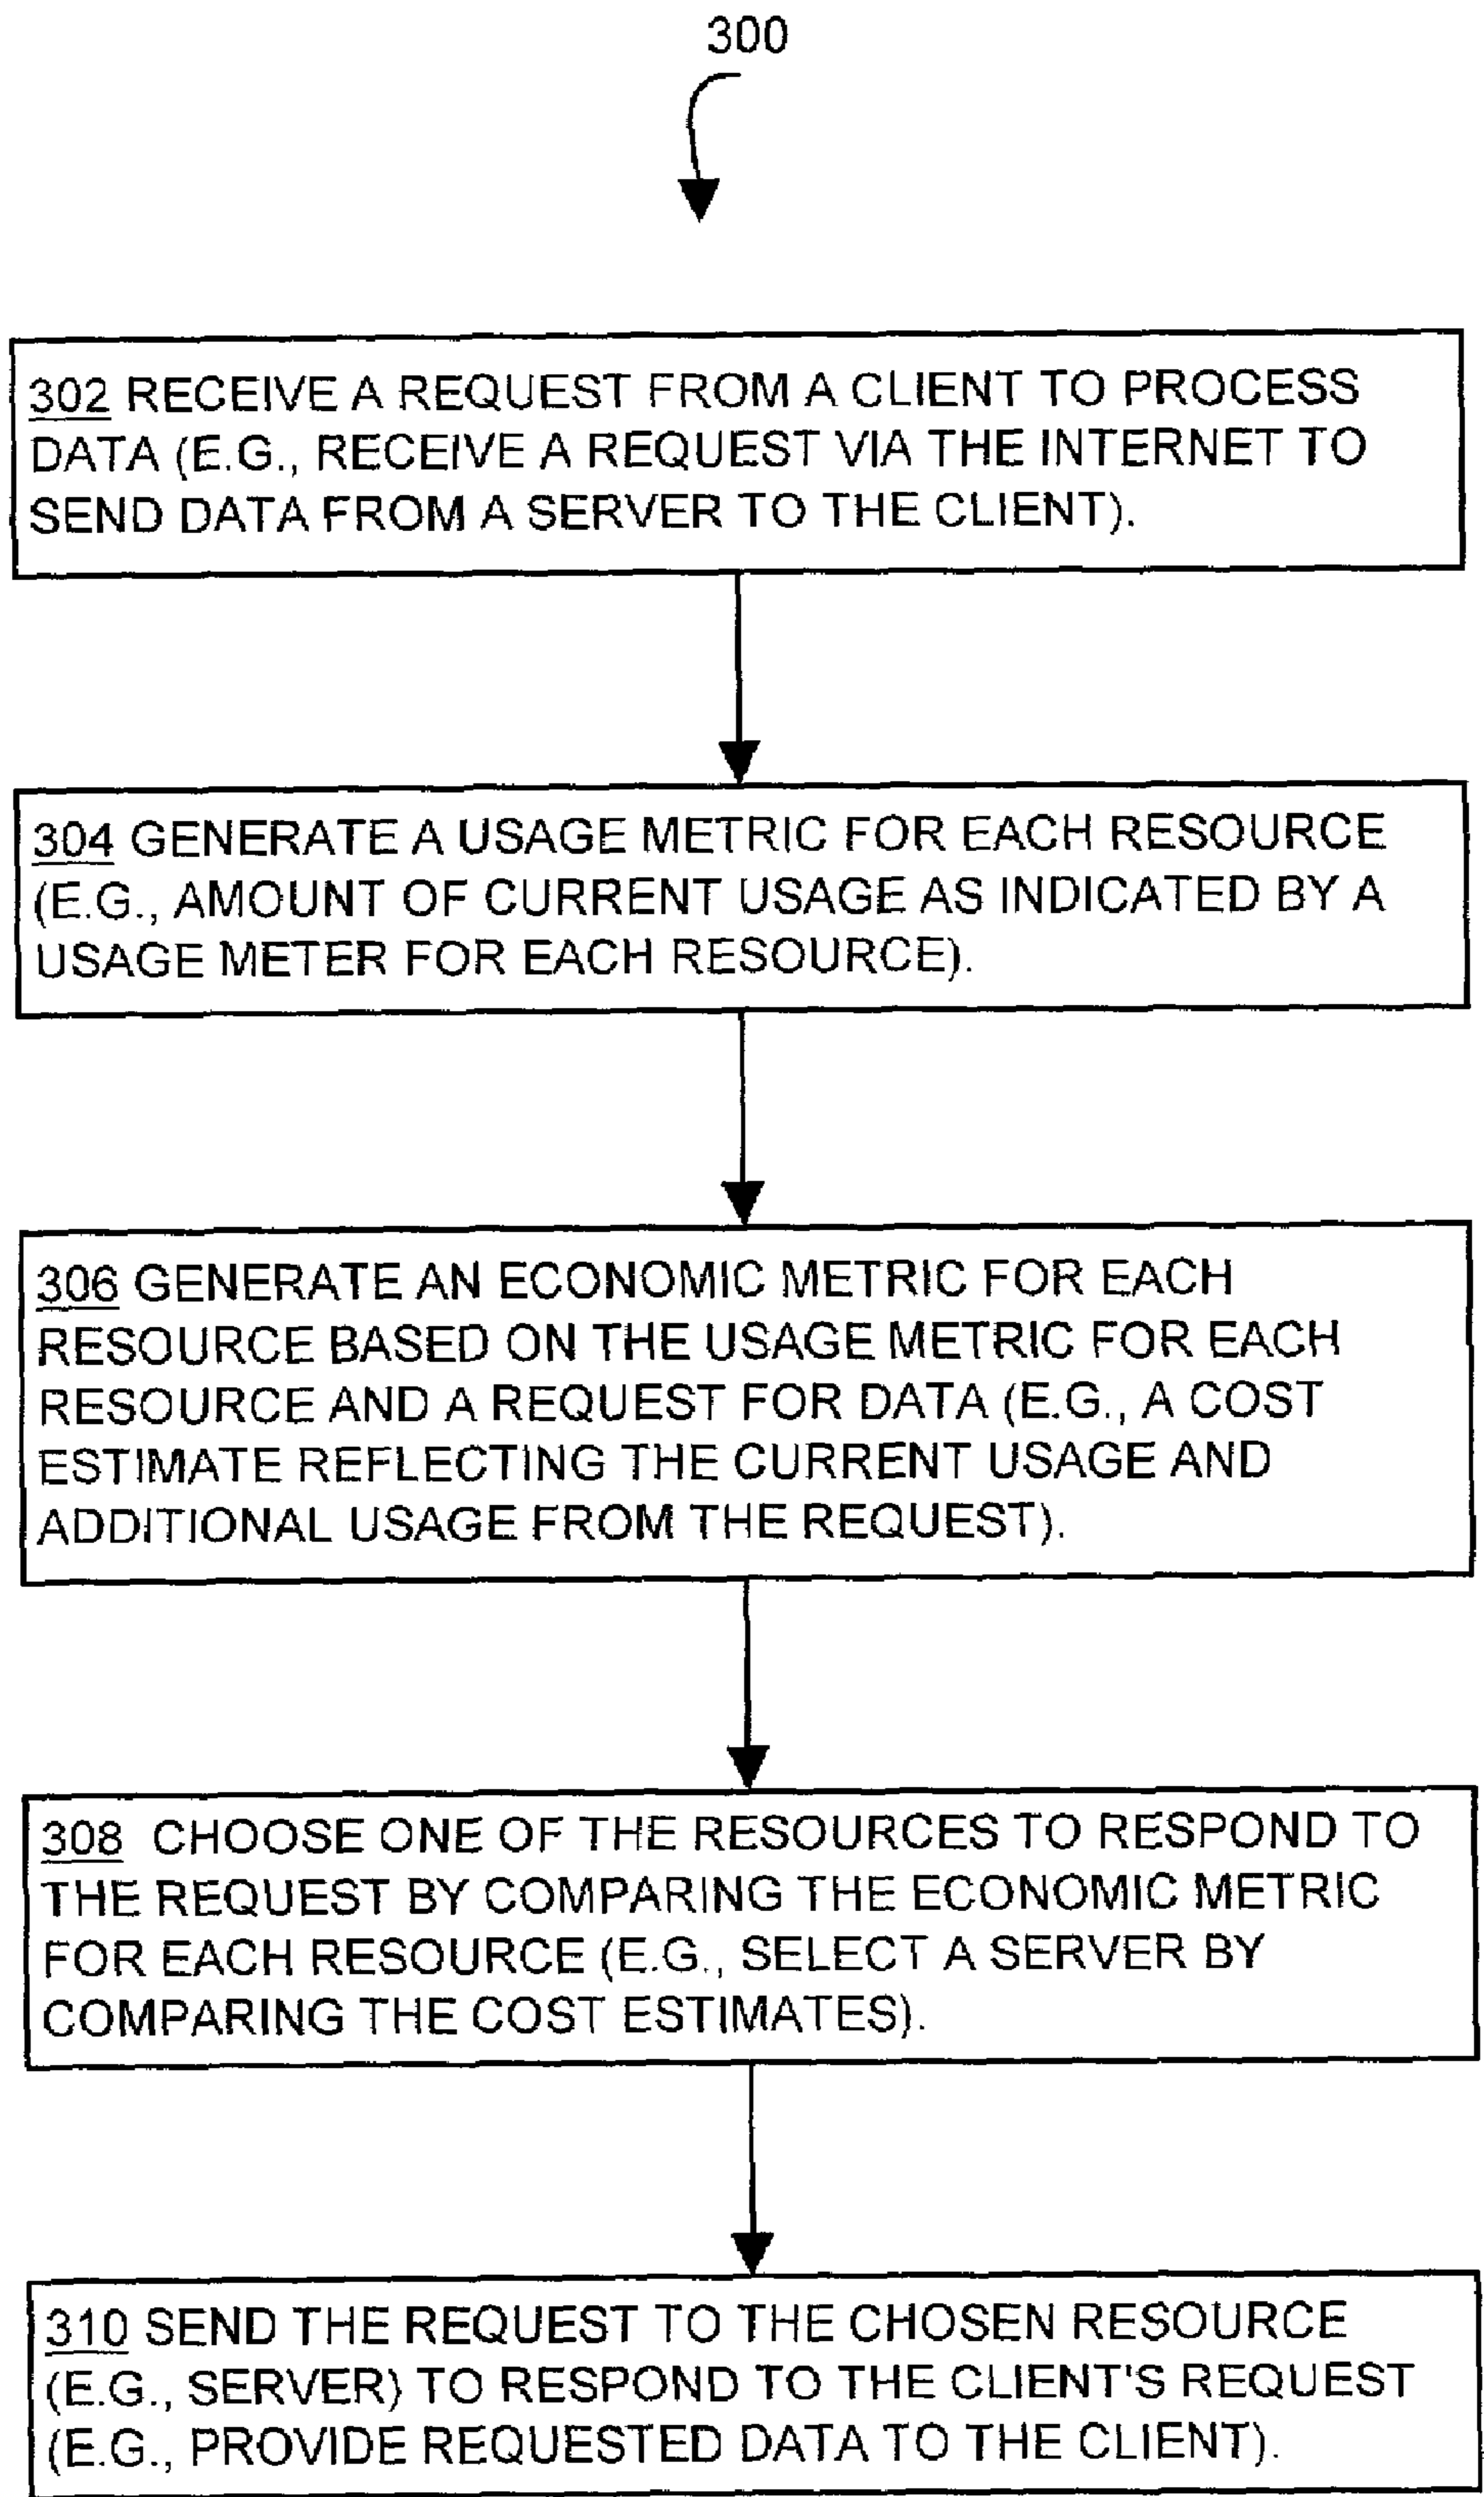 300
302 RECEIVE A REQUEST FROM A CLIENT TO PROCESS
DATA (E.G., RECEIVE A REQUEST VIA THE INTERNET TO
SEND DATA FROM A SERVER TO THE CLIENT).
304 GENERATE A USAGE METRIC FOR EACH RESOURCE
(E.G., AMOUNT OF CURRENT USAGE AS INDICATED BY A
USAGE METER FOR EACH RESOURCE).
306 GENERATE AN ECONOMIC METRIC FOR EACH
RESOURCE BASED ON THE USAGE METRIC FOR EACH
RESOURCE AND A REQUEST FOR DATA (E.G., A COST
ESTIMATE REFLECTING THE CURRENT USAGE AND
ADDITIONAL USAGE FROM THE REQUEST).
308 CHOOSE ONE OF THE RESOURCES TO RESPOND TO
THE REQUEST BY COMPARING THE ECONOMIC METRIC
FOR EACH RESOURCE (E.G., SELECT A SERVER BY
COMPARING THE COST ESTIMATES).
310 SEND THE REQUEST TO THE CHOSEN RESOURCE
(E.G., SERVER) TO RESPOND TO THE CLIENT'S REQUEST
(E.G., PROVIDE REQUESTED DATA TO THE CLIENT).